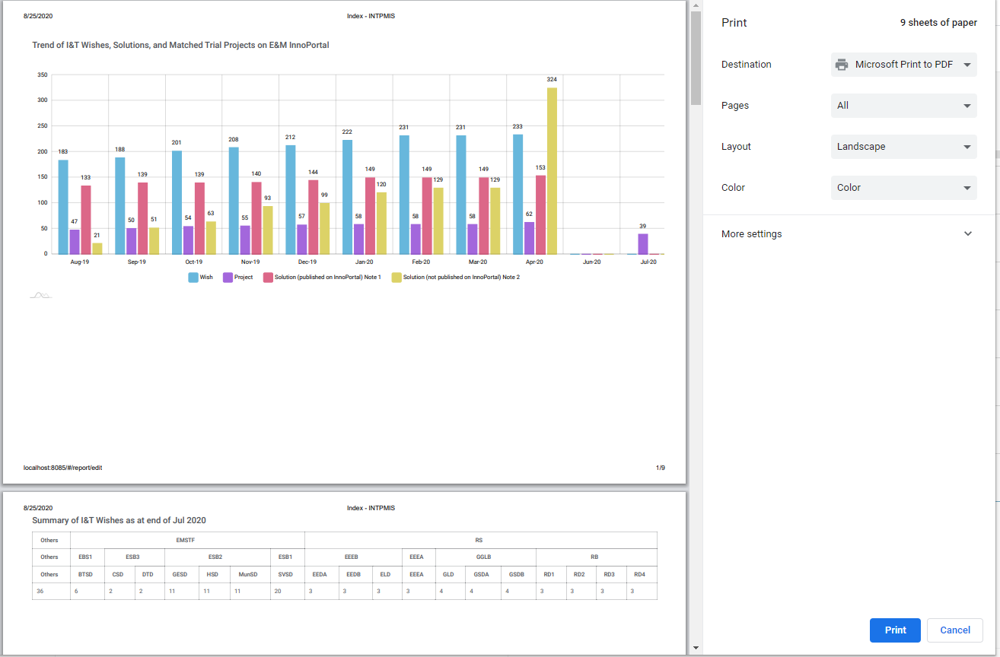 8/25/2020 Index - INTPMIS
Trend of I&T Wishes, Solutions, and Matched Trial Projects on E&M InnoPortal
350
300
250
200
150
100
50
0
183 47 133 21
188 50 139 51
201 54 139 63
208 55 140 93
212 57 144 99
222 58 149 120
231 58 149 129
231 58 149 129
233 62 153 324
39
Aug-19 Sep-19 Oct-19 Nov-19 Dec-19 Jan-20 Feb-20 Mar-20 Apr-20 Jun-20 Jul-20
Wish Project Solution (published on InnoPortal) Note 1 Solution (not published on InnoPortal) Note 2
localhost:8085/#/report/edit 1/9
8/25/2020 Index - INTPMIS
Summary of I&T Wishes as at end of Jul 2020
Others EMSTF RS
Others EBS1 ESB3 ESB2 ESB1 EEEB EEEA GGLB RB
Others BTSD CSD DTD GESD HSD MunSD SVSD EEDA EEDB ELD EEEA GLD GSDA GSDB RD1 RD2 RD3 RD4
36 6 2 2 11 11 11 20 3 3 3 3 4 4 4 3 3 3 3
Print 9 sheets of paper
Destination Microsoft Print to PDF
Pages All
Layout Landscape
Color Color
More settings
Print Cancel